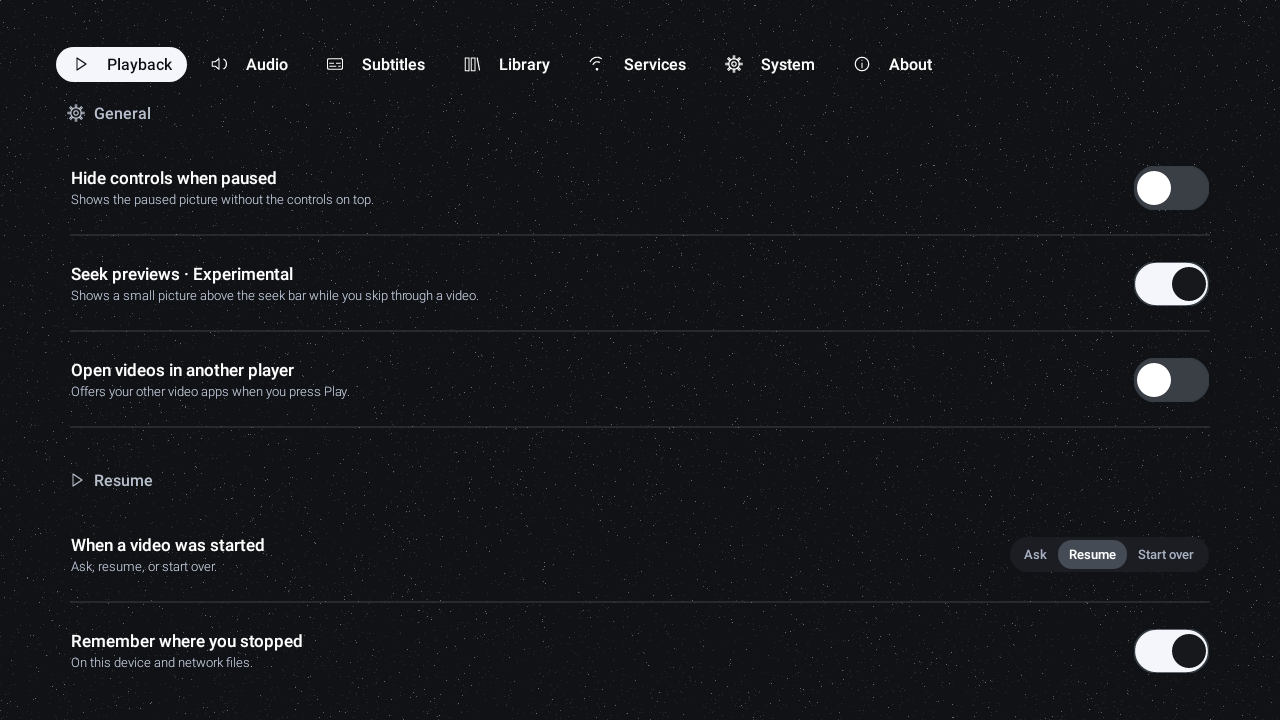 Playback Audio Subtitles Library Services System About
General
Hide controls when paused
Shows the paused picture without the controls on top.
Seek previews · Experimental
Shows a small picture above the seek bar while you skip through a video.
Open videos in another player
Offers your other video apps when you press Play.
Resume
When a video was started
Ask, resume, or start over.
Ask Resume Start over
Remember where you stopped
On this device and network files.